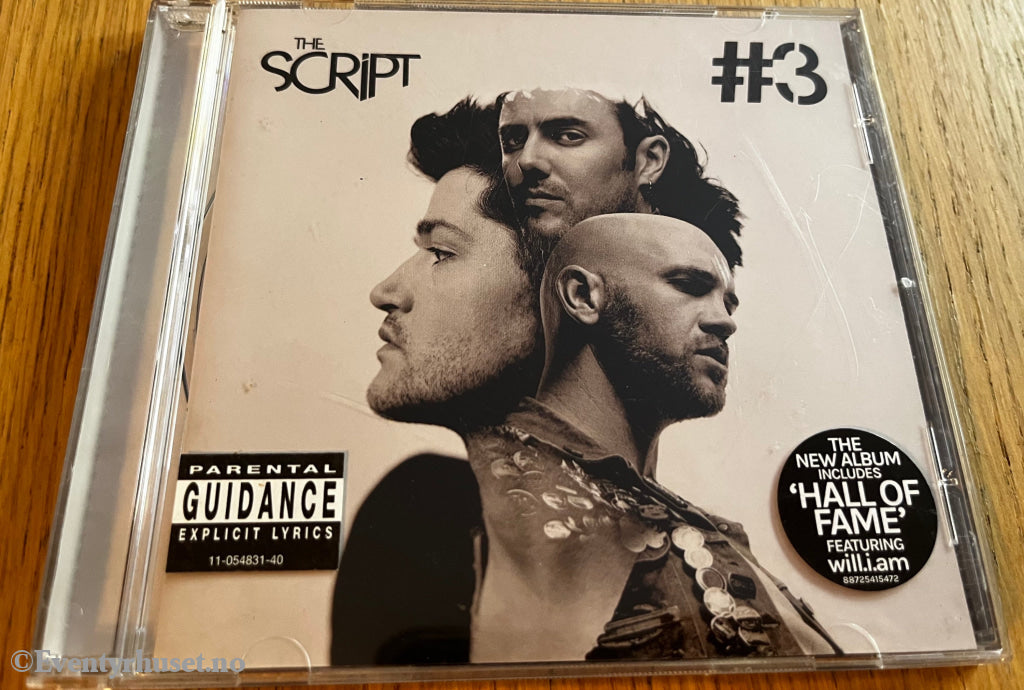 THE
SCRiPT
#3
PARENTAL
GUIDANCE
EXPLICIT LYRICS
11-054831-40
THE
NEW ALBUM
INCLUDES
‘HALL OF
FAME’
FEATURING
will.i.am
88725415472
©Eventyrhuset.no